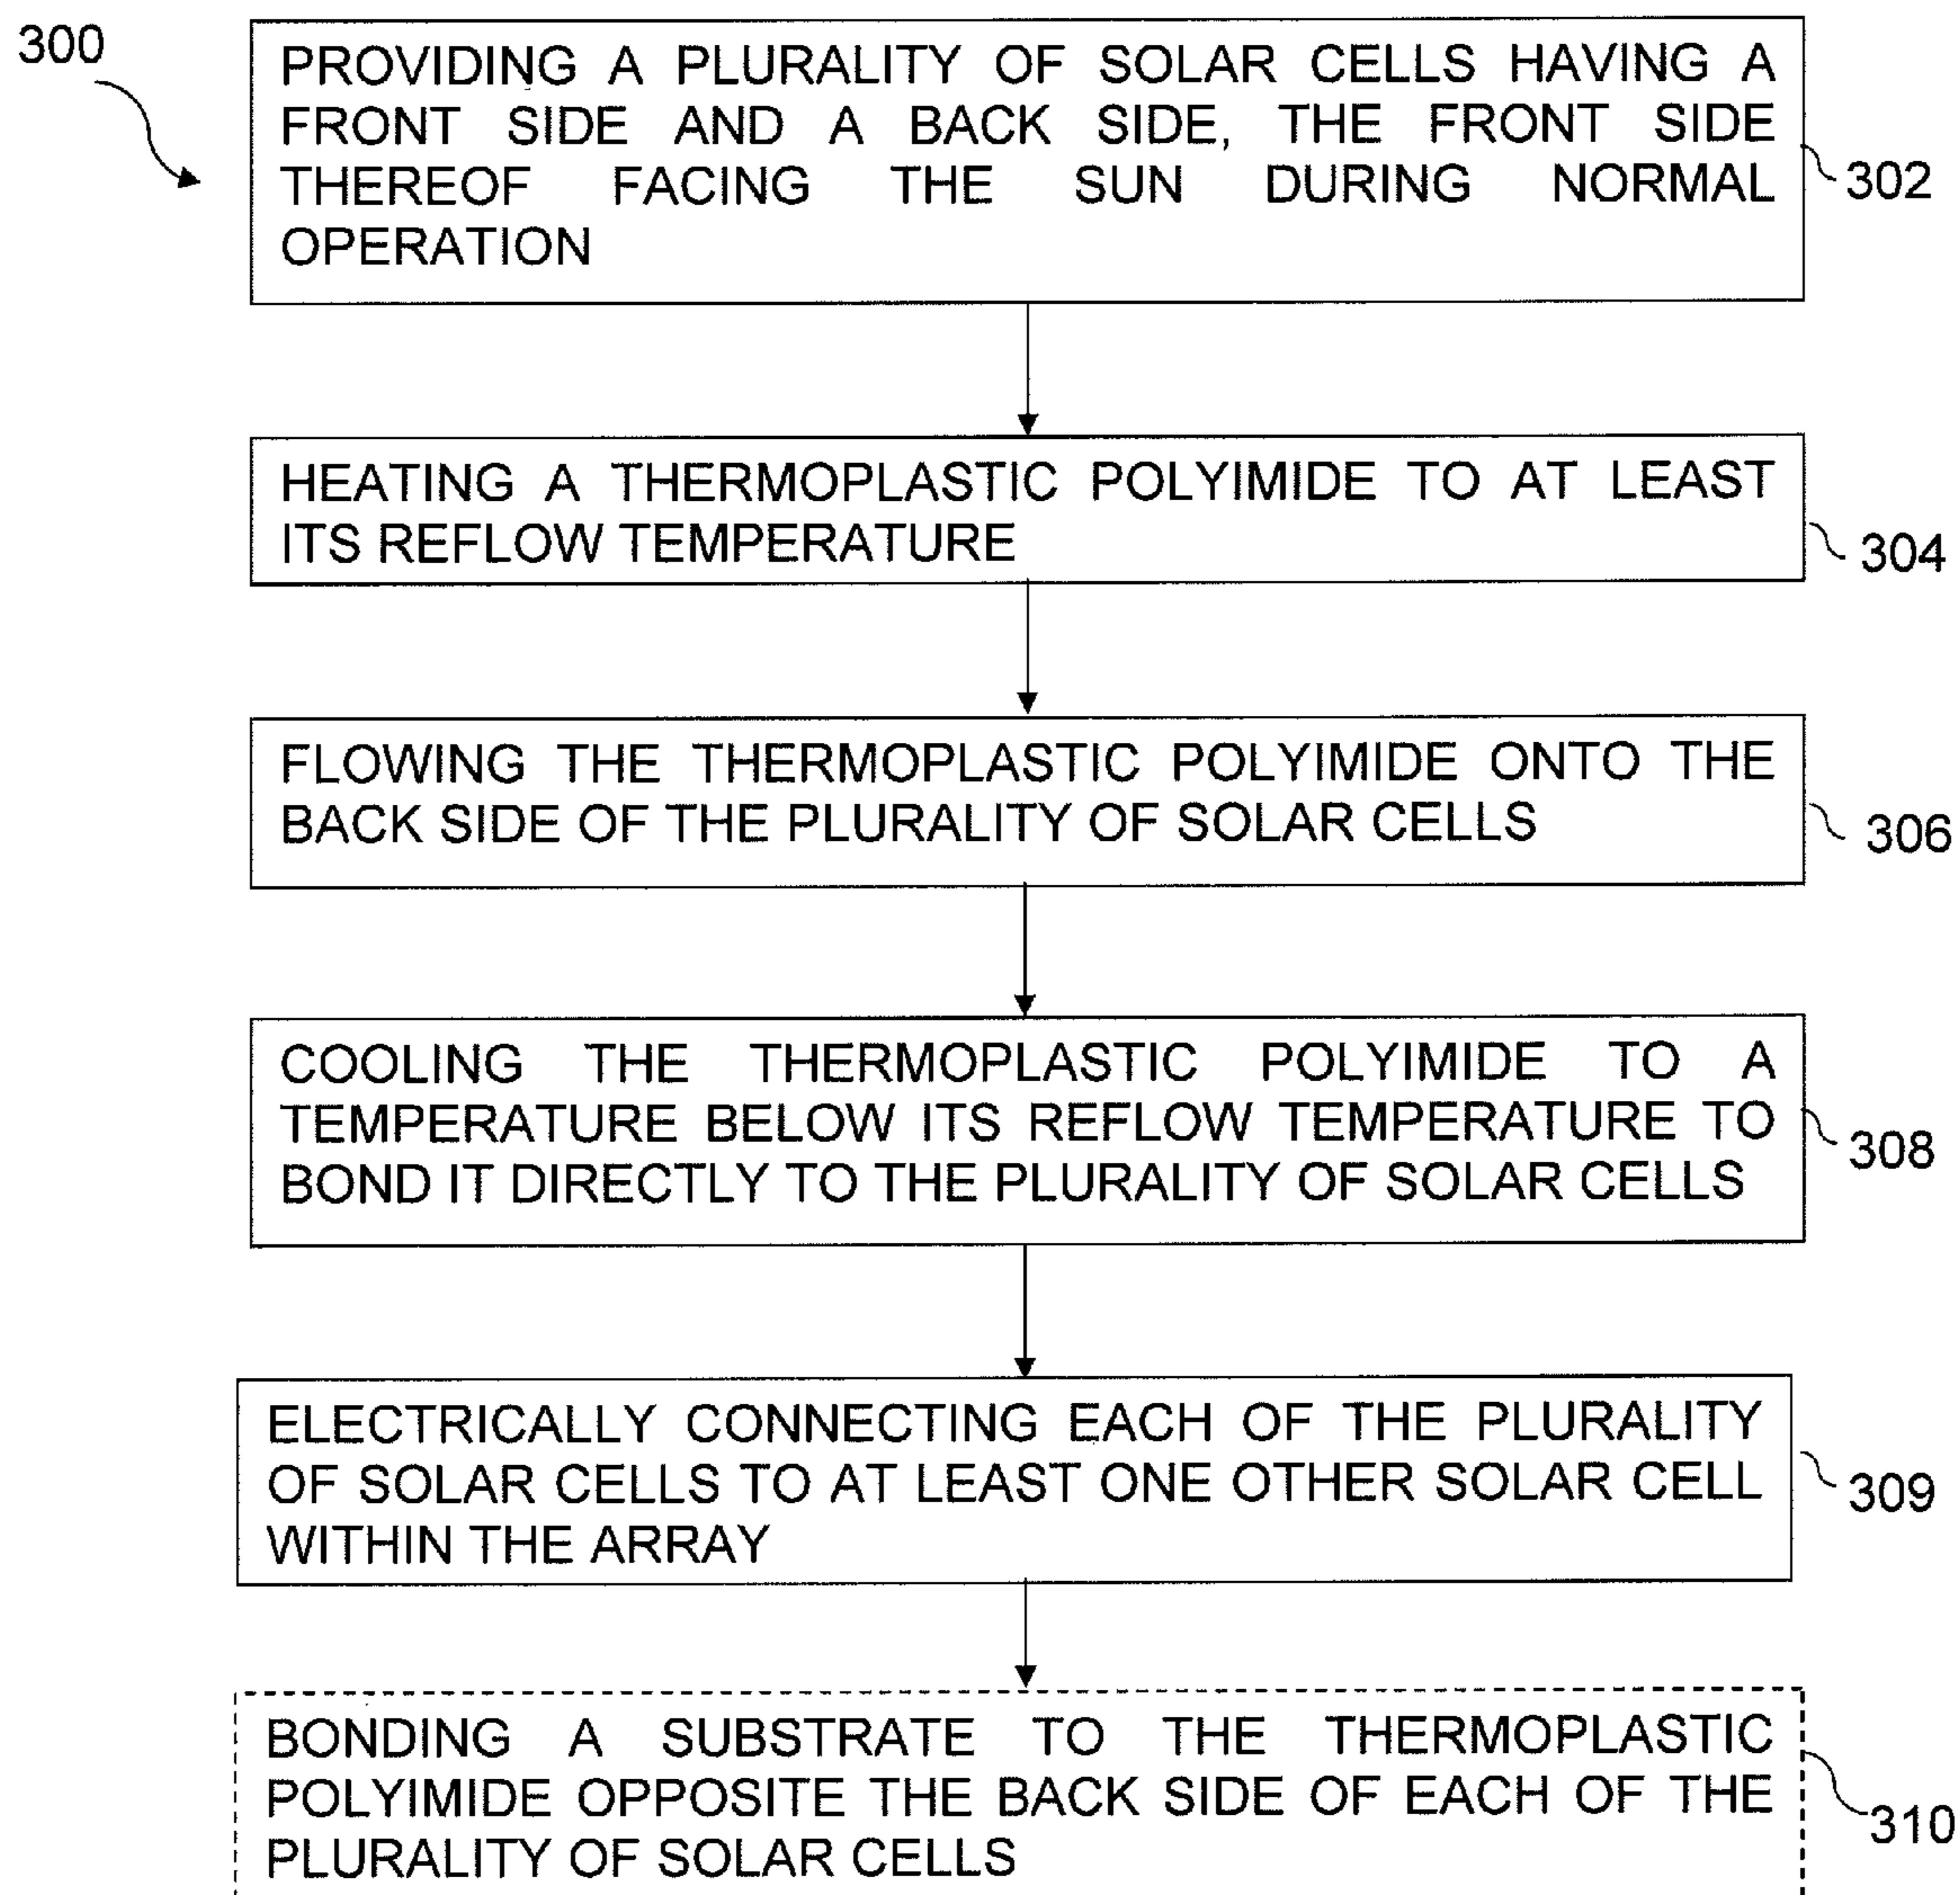 300
PROVIDING A PLURALITY OF SOLAR CELLS HAVING A
FRONT SIDE AND A BACK SIDE, THE FRONT SIDE
THEREOF FACING THE SUN DURING NORMAL
OPERATION
302
HEATING A THERMOPLASTIC POLYIMIDE TO AT LEAST
ITS REFLOW TEMPERATURE
304
FLOWING THE THERMOPLASTIC POLYIMIDE ONTO THE
BACK SIDE OF THE PLURALITY OF SOLAR CELLS
306
COOLING THE THERMOPLASTIC POLYIMIDE TO A
TEMPERATURE BELOW ITS REFLOW TEMPERATURE TO
BOND IT DIRECTLY TO THE PLURALITY OF SOLAR CELLS
308
ELECTRICALLY CONNECTING EACH OF THE PLURALITY
OF SOLAR CELLS TO AT LEAST ONE OTHER SOLAR CELL
WITHIN THE ARRAY
309
BONDING A SUBSTRATE TO THE THERMOPLASTIC
POLYIMIDE OPPOSITE THE BACK SIDE OF EACH OF THE
PLURALITY OF SOLAR CELLS
310